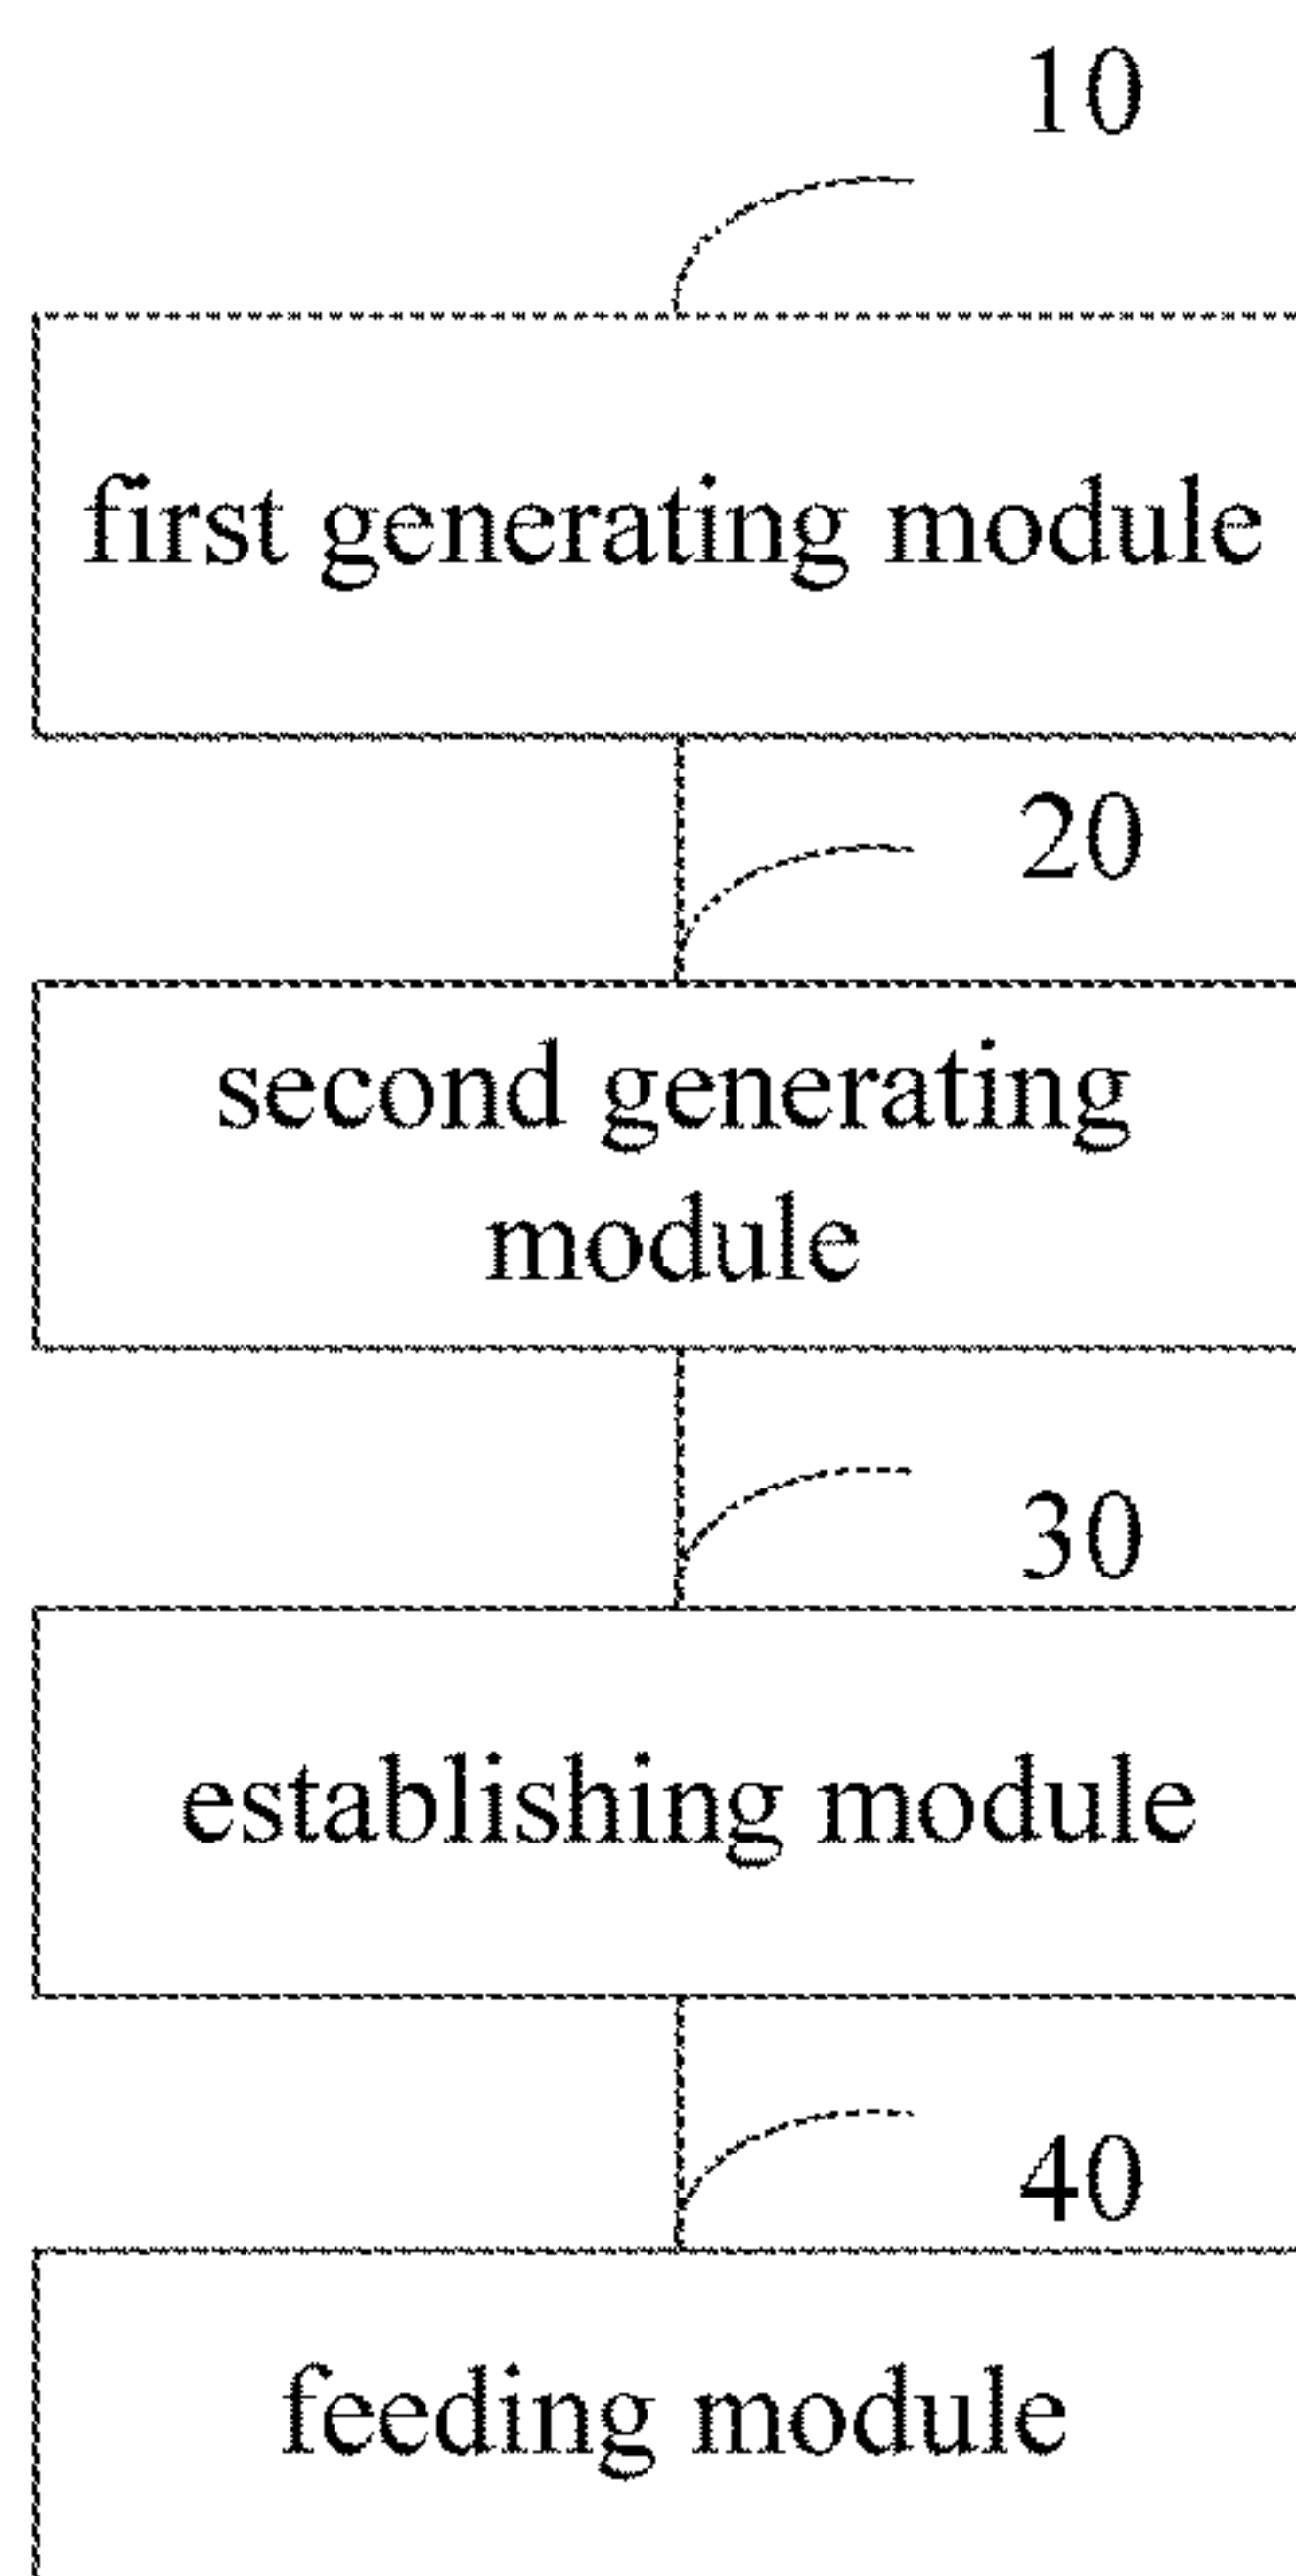 10
first generating module
20
second generating
module
30
establishing module
40
feeding module